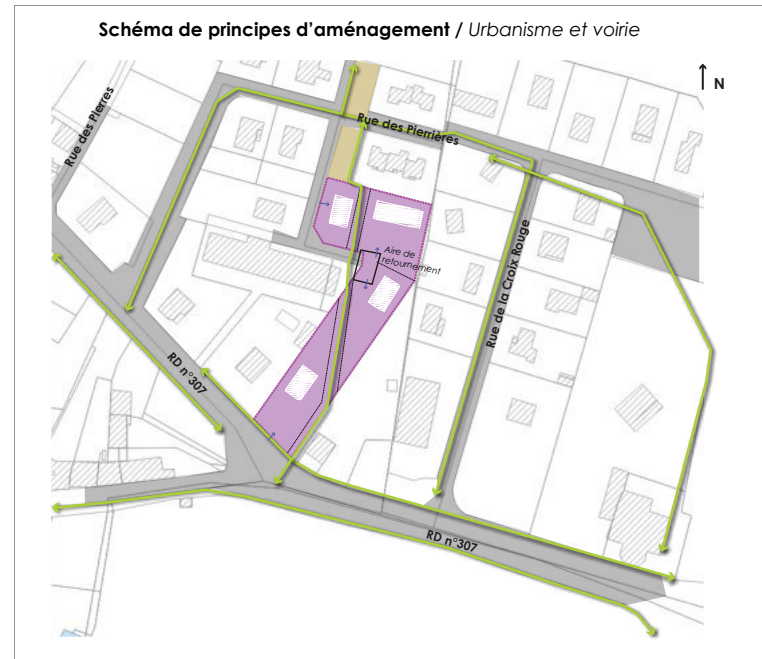 Schéma de principes d'aménagement / Urbanisme et voirie
N
Rue des Pierres
Rue des Pierrières
Aire de
retournement
Rue de la Croix Rouge
RD n°307
RD n°307